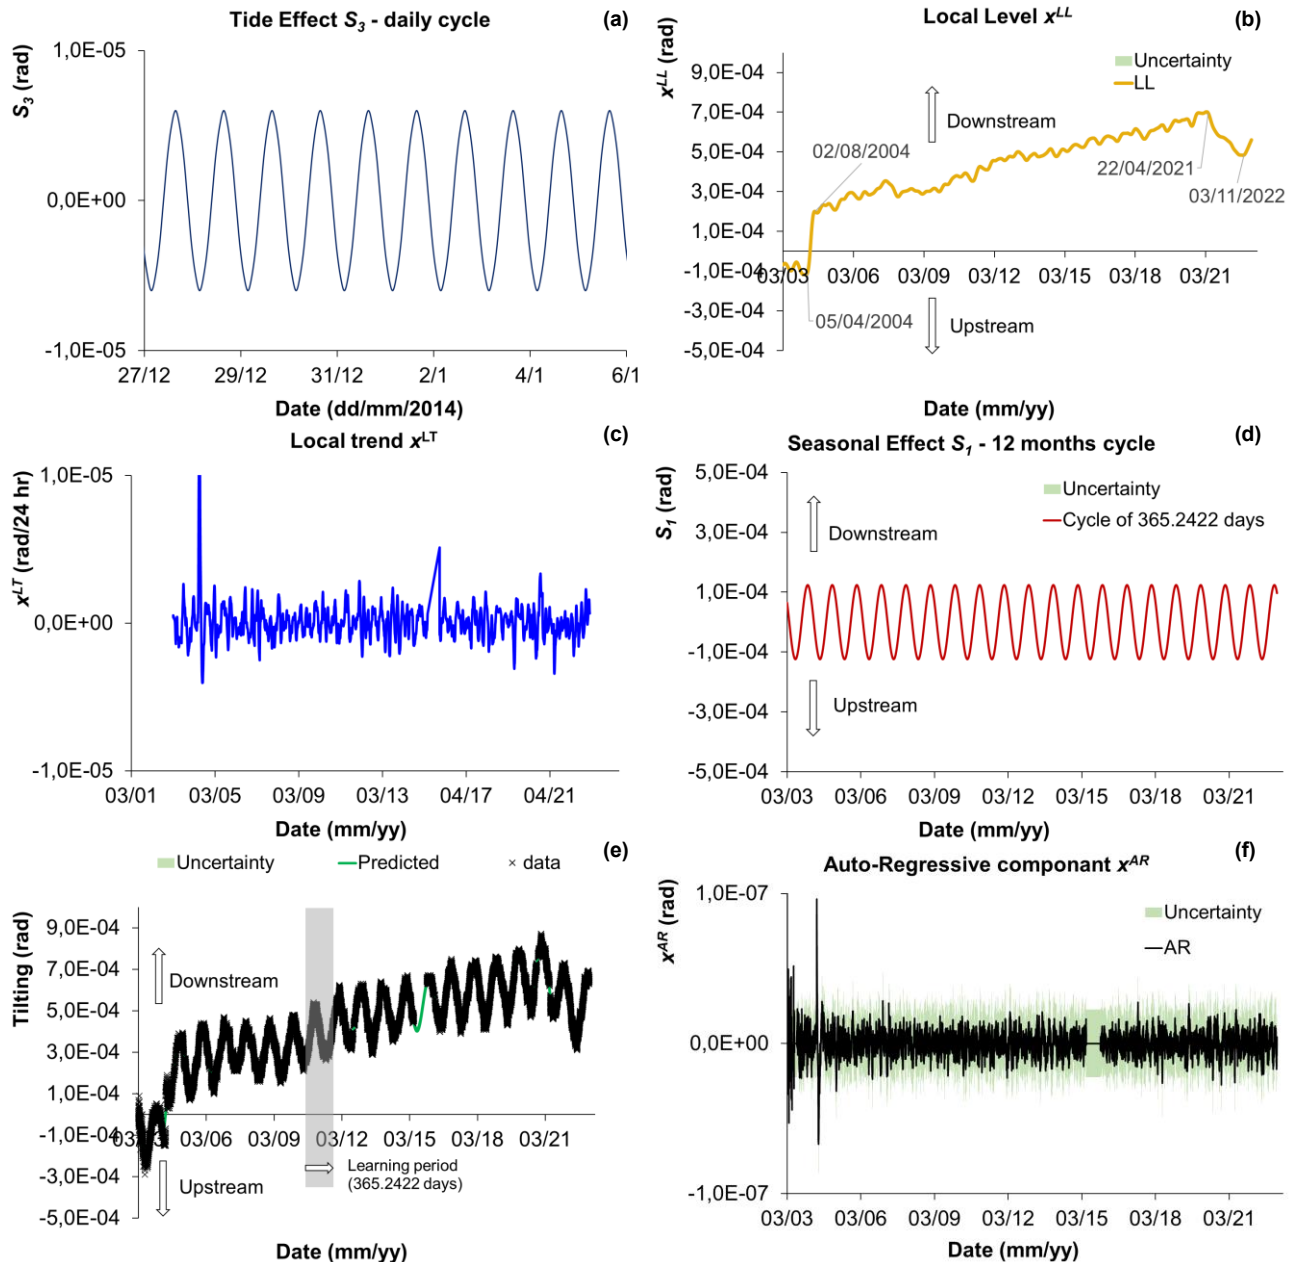 Tide Effect S3 - daily cycle
(a)
S3 (rad)
1,0E-05
0,0E+00
-1,0E-05
27/12 29/12 31/12 2/1 4/1 6/1
Date (dd/mm/2014)
Local Level xLL
(b)
xLL (rad)
Uncertainty
LL
9,0E-04
7,0E-04
5,0E-04
3,0E-04
1,0E-04
-1,0E-04
-3,0E-04
-5,0E-04
Downstream
02/08/2004
22/04/2021
03/11/2022
03/03 03/06 03/09 03/12 03/15 03/18 03/21
05/04/2004
Upstream
Date (mm/yy)
Local trend xLT
(c)
xLT (rad/24 hr)
1,0E-05
0,0E+00
-1,0E-05
03/01 03/05 03/09 03/13 04/17 04/21
Date (mm/yy)
Seasonal Effect S1 - 12 months cycle
(d)
S1 (rad)
5,0E-04
3,0E-04
1,0E-04
-1,0E-04
-3,0E-04
-5,0E-04
Uncertainty
Cycle of 365.2422 days
Downstream
Upstream
03/03 03/06 03/09 03/12 03/15 03/18 03/21
Date (mm/yy)
Uncertainty Predicted × data
(e)
Tilting (rad)
9,0E-04
7,0E-04
5,0E-04
3,0E-04
1,0E-04
-1,0E-04
-3,0E-04
-5,0E-04
Downstream
03/06 03/09 03/12 03/15 03/18 03/21
Learning period
(365.2422 days)
Upstream
Date (mm/yy)
Auto-Regressive componant xAR
(f)
xAR (rad)
1,0E-07
0,0E+00
-1,0E-07
Uncertainty
AR
03/03 03/06 03/09 03/12 03/15 03/18 03/21
Date (mm/yy)